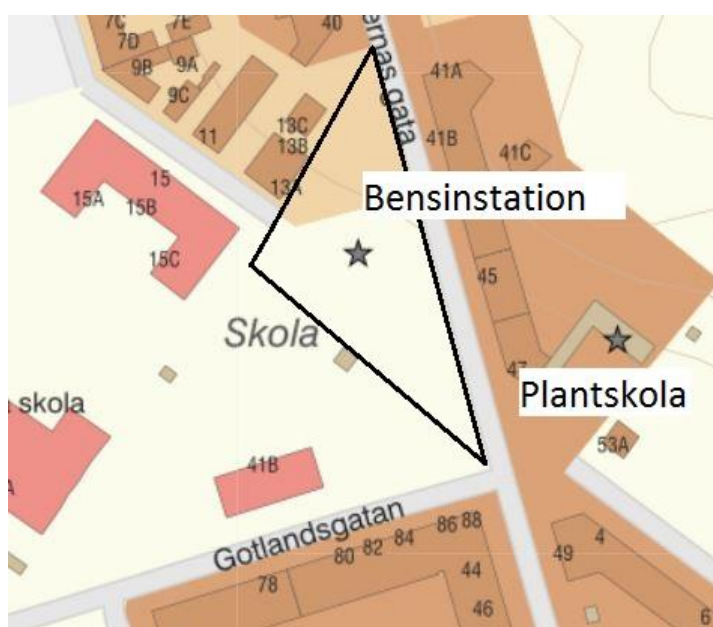 7C
7E
40
7D
9B
9A
9C
ernas gata
41A
41B
41C
11
13C
13B
13A
15
15A
15B
15C
Bensinstation
45
Skola
47
Plantskola
a skola
53A
A
41B
Gotlandsgatan
78
80
82
84
86
88
44
46
49
4
6